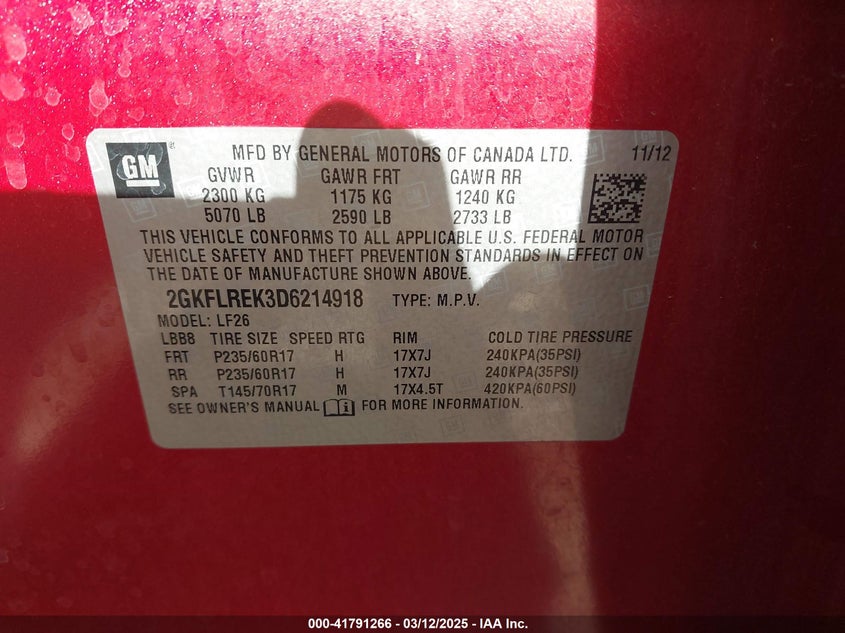 GM
MFD BY GENERAL MOTORS OF CANADA LTD. 11/12
GVWR GAWR FRT GAWR RR
2300 KG 1175 KG 1240 KG
5070 LB 2590 LB 2733 LB
THIS VEHICLE CONFORMS TO ALL APPLICABLE U.S. FEDERAL MOTOR
VEHICLE SAFETY AND THEFT PREVENTION STANDARDS IN EFFECT ON
THE DATE OF MANUFACTURE SHOWN ABOVE.
2GKFLREK3D6214918 TYPE: M.P.V.
MODEL: LF26
LBB8 TIRE SIZE SPEED RTG RIM COLD TIRE PRESSURE
FRT P235/60R17 H 17X7J 240KPA(35PSI)
RR P235/60R17 H 17X7J 240KPA(35PSI)
SPA T145/70R17 M 17X4.5T 420KPA(60PSI)
SEE OWNER'S MANUAL FOR MORE INFORMATION.
000-41791266 - 03/12/2025 - IAA Inc.